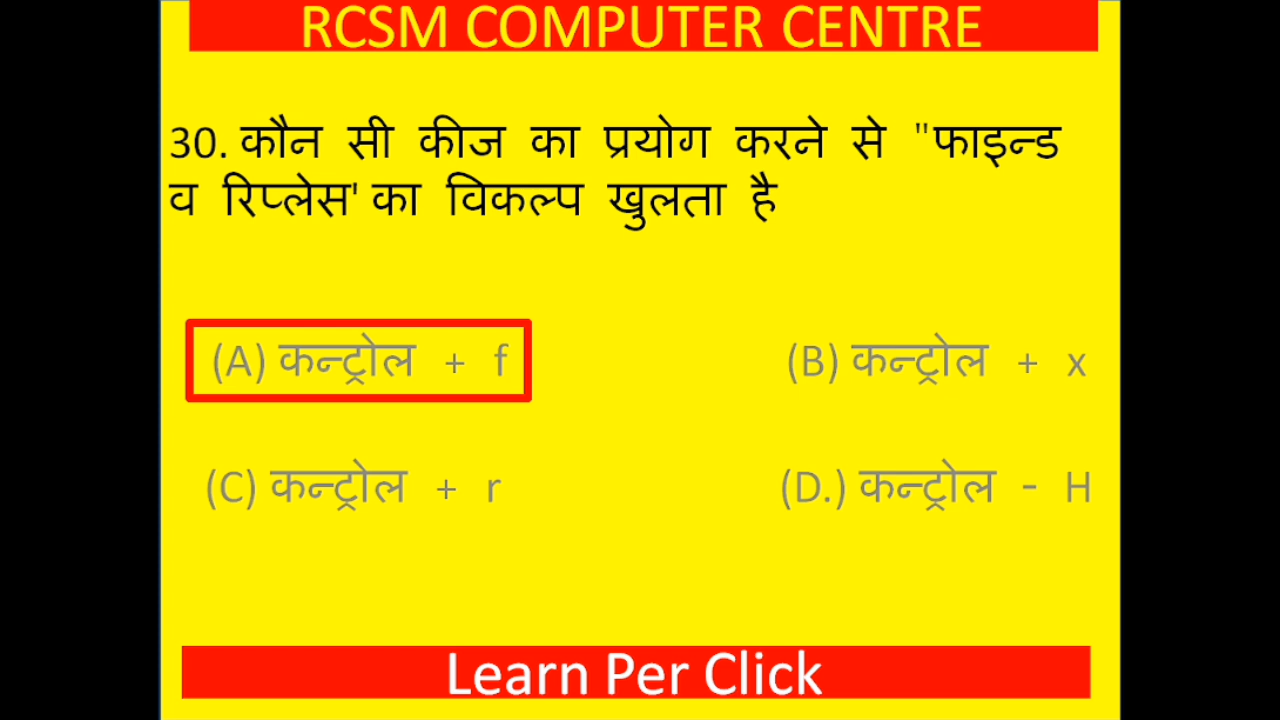 RCSM COMPUTER CENTRE
30. कौन सी कीज का प्रयोग करने से "फाइन्ड
व रिप्लेस' का विकल्प खुलता है
(A) कन्ट्रोल + f (B) कन्ट्रोल + x
(C) कन्ट्रोल + r (D.) कन्ट्रोल - H
Learn Per Click